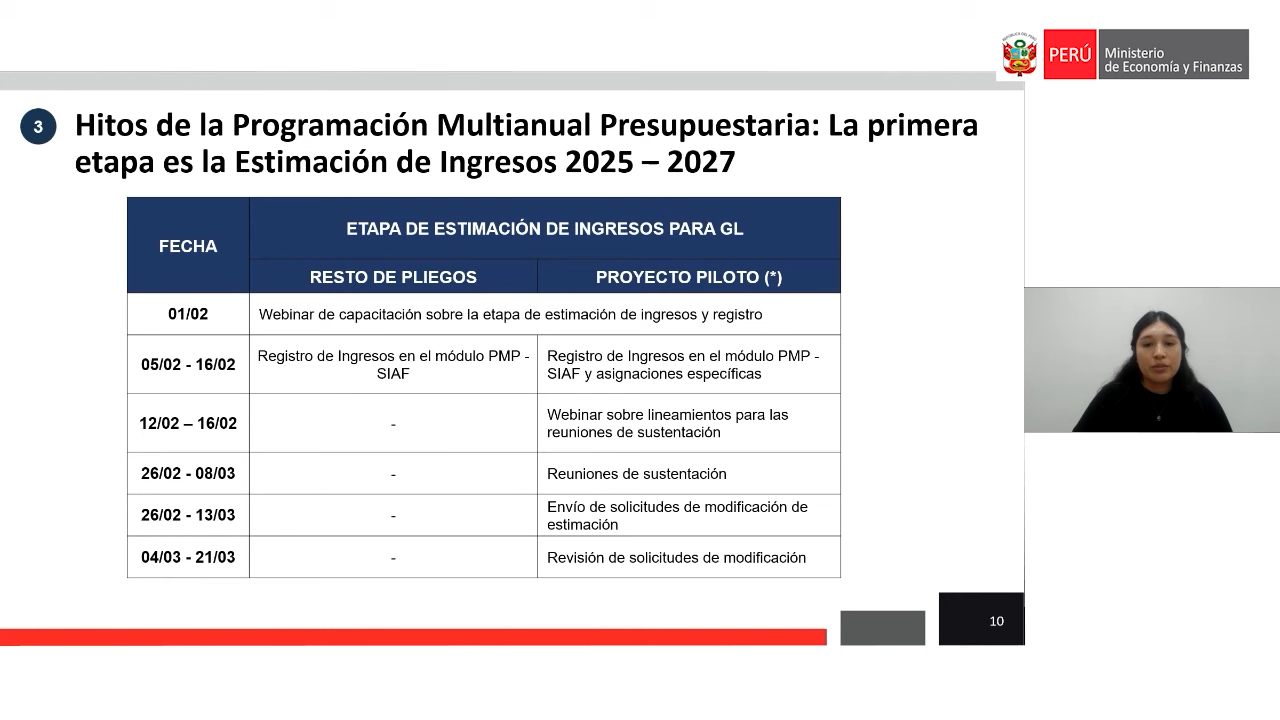 PERÚ
Ministerio
de Economía y Finanzas
3
Hitos de la Programación Multianual Presupuestaria: La primera
etapa es la Estimación de Ingresos 2025 – 2027
FECHA
ETAPA DE ESTIMACIÓN DE INGRESOS PARA GL
RESTO DE PLIEGOS
PROYECTO PILOTO (*)
01/02
Webinar de capacitación sobre la etapa de estimación de ingresos y registro
05/02 - 16/02
Registro de Ingresos en el módulo PMP -
SIAF
Registro de Ingresos en el módulo PMP -
SIAF y asignaciones específicas
12/02 – 16/02
-
Webinar sobre lineamientos para las
reuniones de sustentación
26/02 - 08/03
-
Reuniones de sustentación
26/02 - 13/03
-
Envío de solicitudes de modificación de
estimación
04/03 - 21/03
-
Revisión de solicitudes de modificación
10